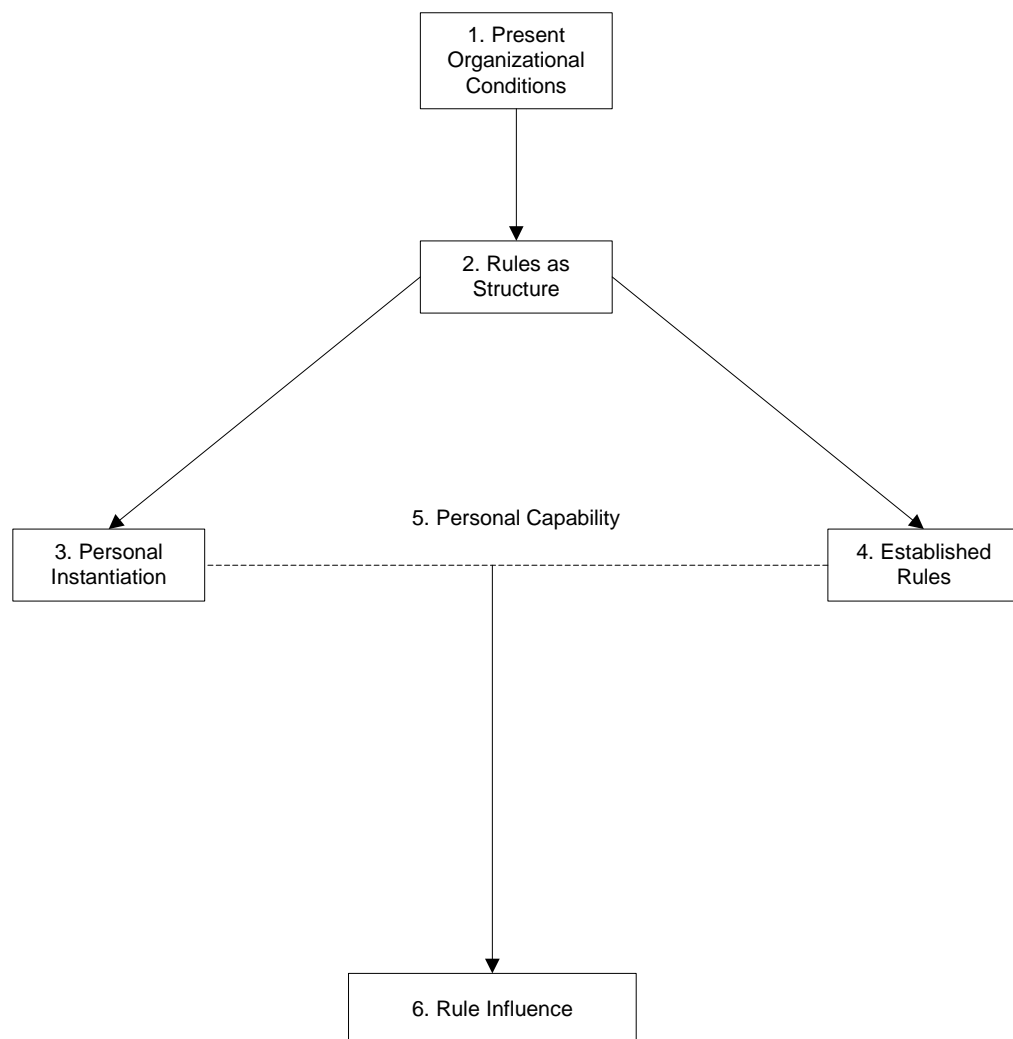 1. Present
Organizational
Conditions
2. Rules as
Structure
5. Personal Capability
3. Personal
Instantiation
4. Established
Rules
6. Rule Influence